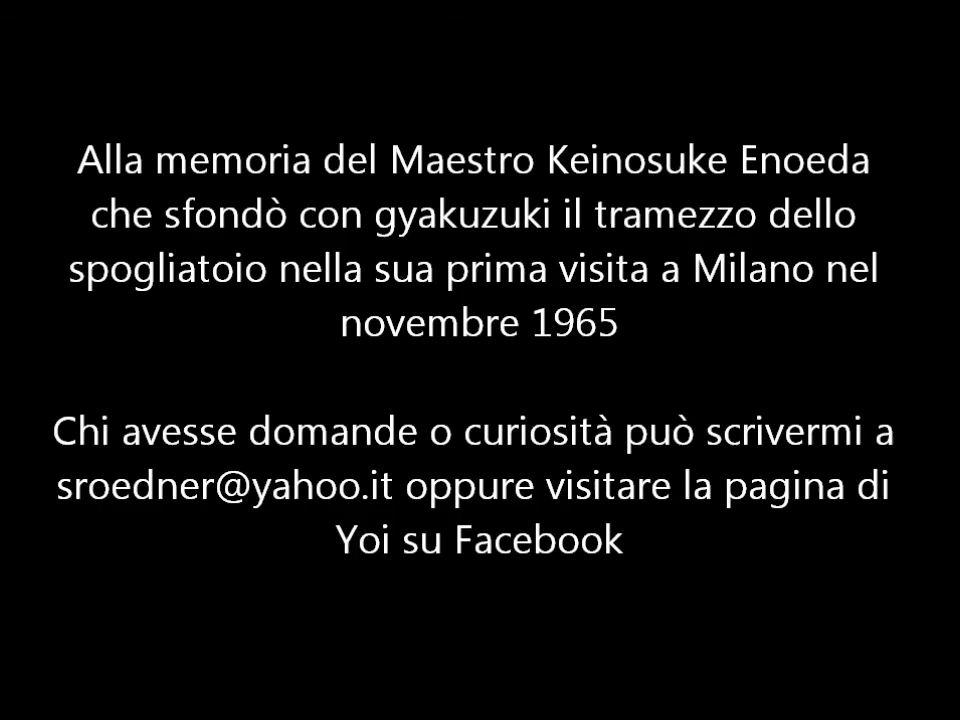 Alla memoria del Maestro Keinosuke Enoeda
che sfondò con gyakuzuki il tramezzo dello
spogliatoio nella sua prima visita a Milano nel
novembre 1965
Chi avesse domande o curiosità può scrivermi a
sroedner@yahoo.it oppure visitare la pagina di
Yoi su Facebook